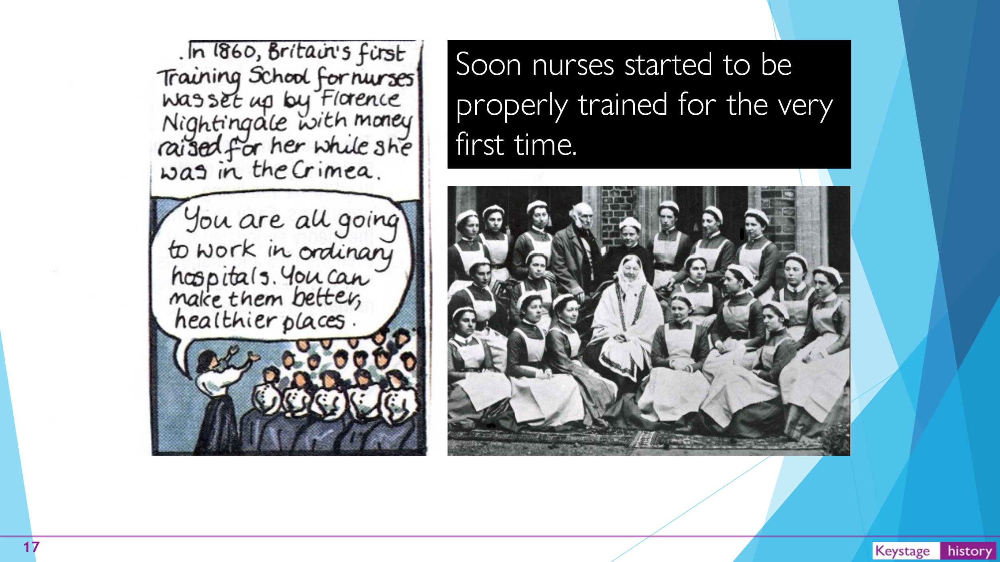 . In 1860, Britain's first
Training School for nurses
was set up by Florence
Nightingale with money
raised for her while she
was in the Crimea.
You are all going
to work in ordinary
hospitals. You can
make them better,
healthier places.
Soon nurses started to be
properly trained for the very
first time.
17
Keystage history